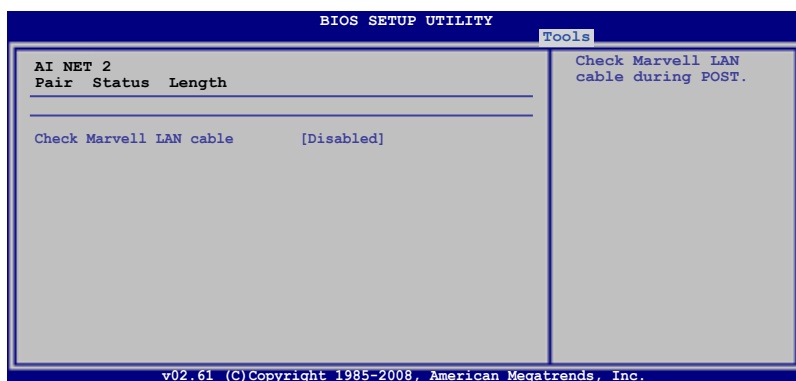 BIOS SETUP UTILITY
Tools
AI NET 2
Pair Status Length
Check Marvell LAN cable [Disabled]
Check Marvell LAN
cable during POST.
v02.61 (C)Copyright 1985-2008, American Megatrends, Inc.